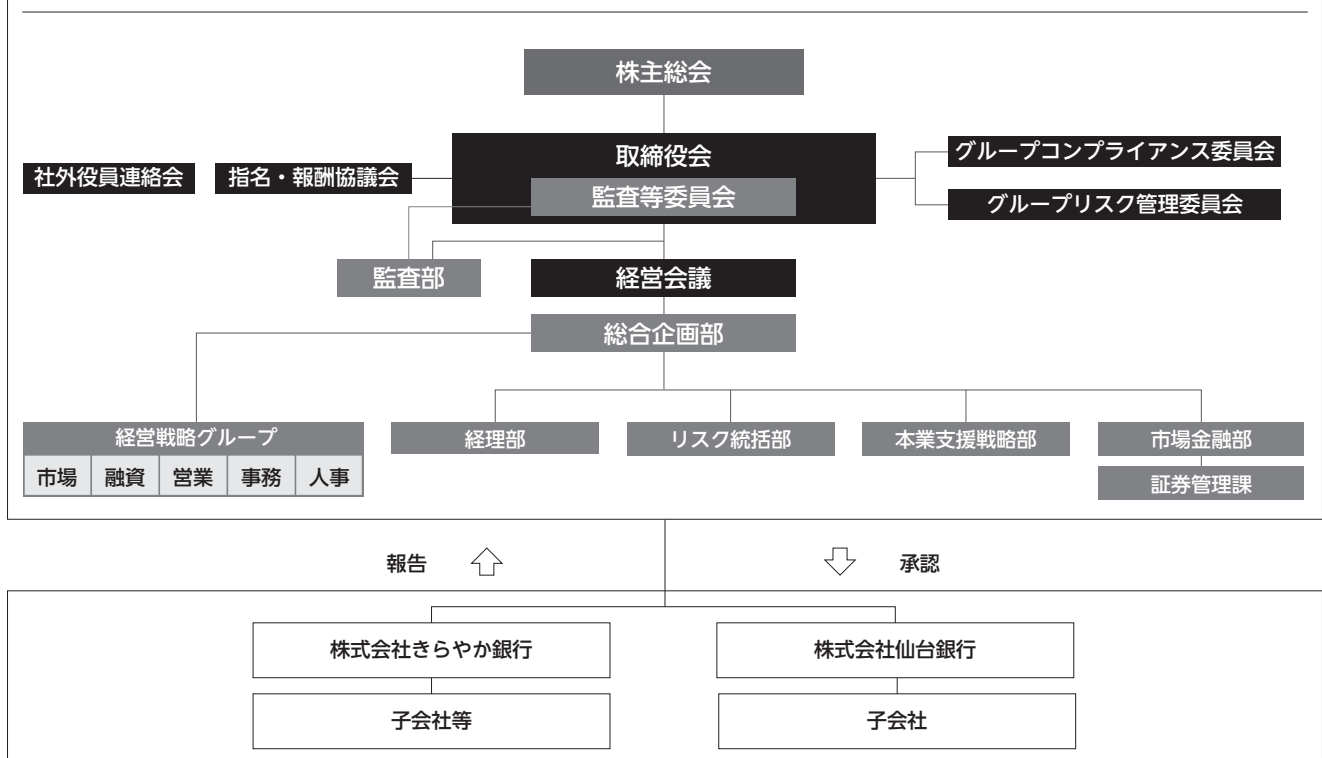 株主総会
取締役会
監査等委員会
社外役員連絡会
指名・報酬協議会
グループコンプライアンス委員会
グループリスク管理委員会
監査部
経営会議
総合企画部
経営戦略グループ
市場
融資
営業
事務
人事
経理部
リスク統括部
本業支援戦略部
市場金融部
証券管理課
報告
承認
株式会社きらやか銀行
株式会社仙台銀行
子会社等
子会社